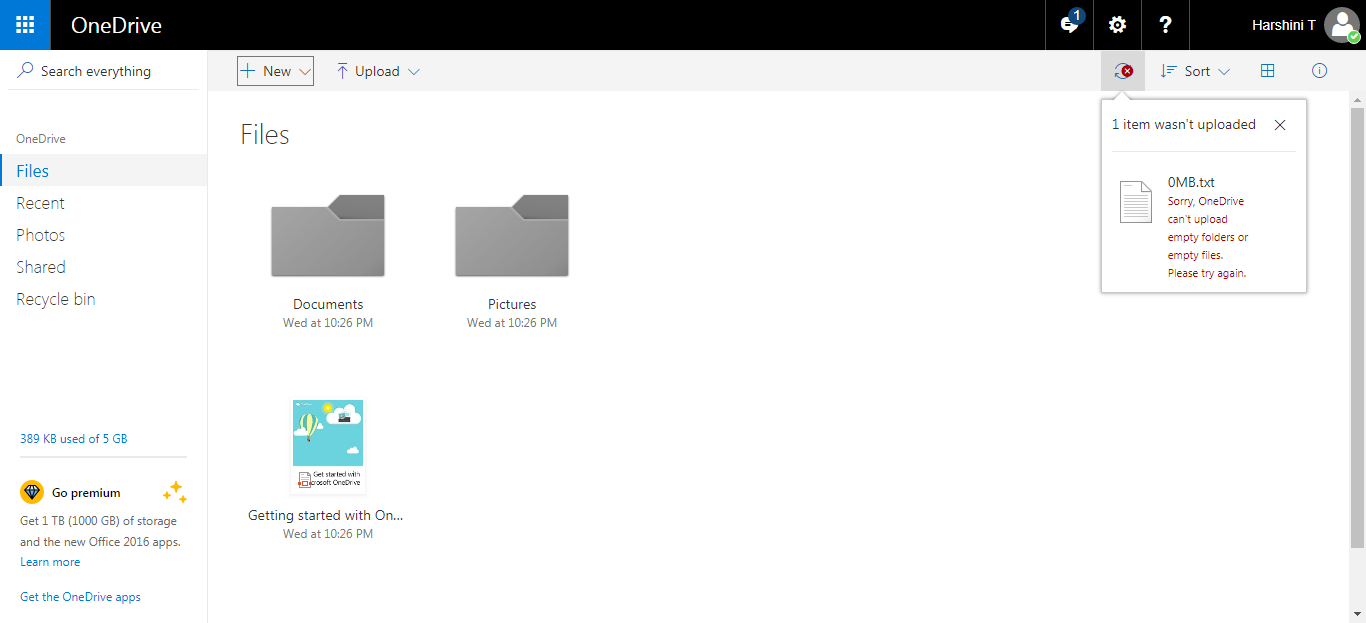 OneDrive
1
?
Harshini T
Search everything
New
Upload
Sort
OneDrive
Files
Recent
Photos
Shared
Recycle bin
389 KB used of 5 GB
Go premium
Get 1 TB (1000 GB) of storage
and the new Office 2016 apps.
Learn more
Get the OneDrive apps
Files
Documents
Wed at 10:26 PM
Pictures
Wed at 10:26 PM
Get started with
crosoft OneDrive
Getting started with On...
Wed at 10:26 PM
1 item wasn't uploaded
0MB.txt
Sorry, OneDrive
can't upload
empty folders or
empty files.
Please try again.